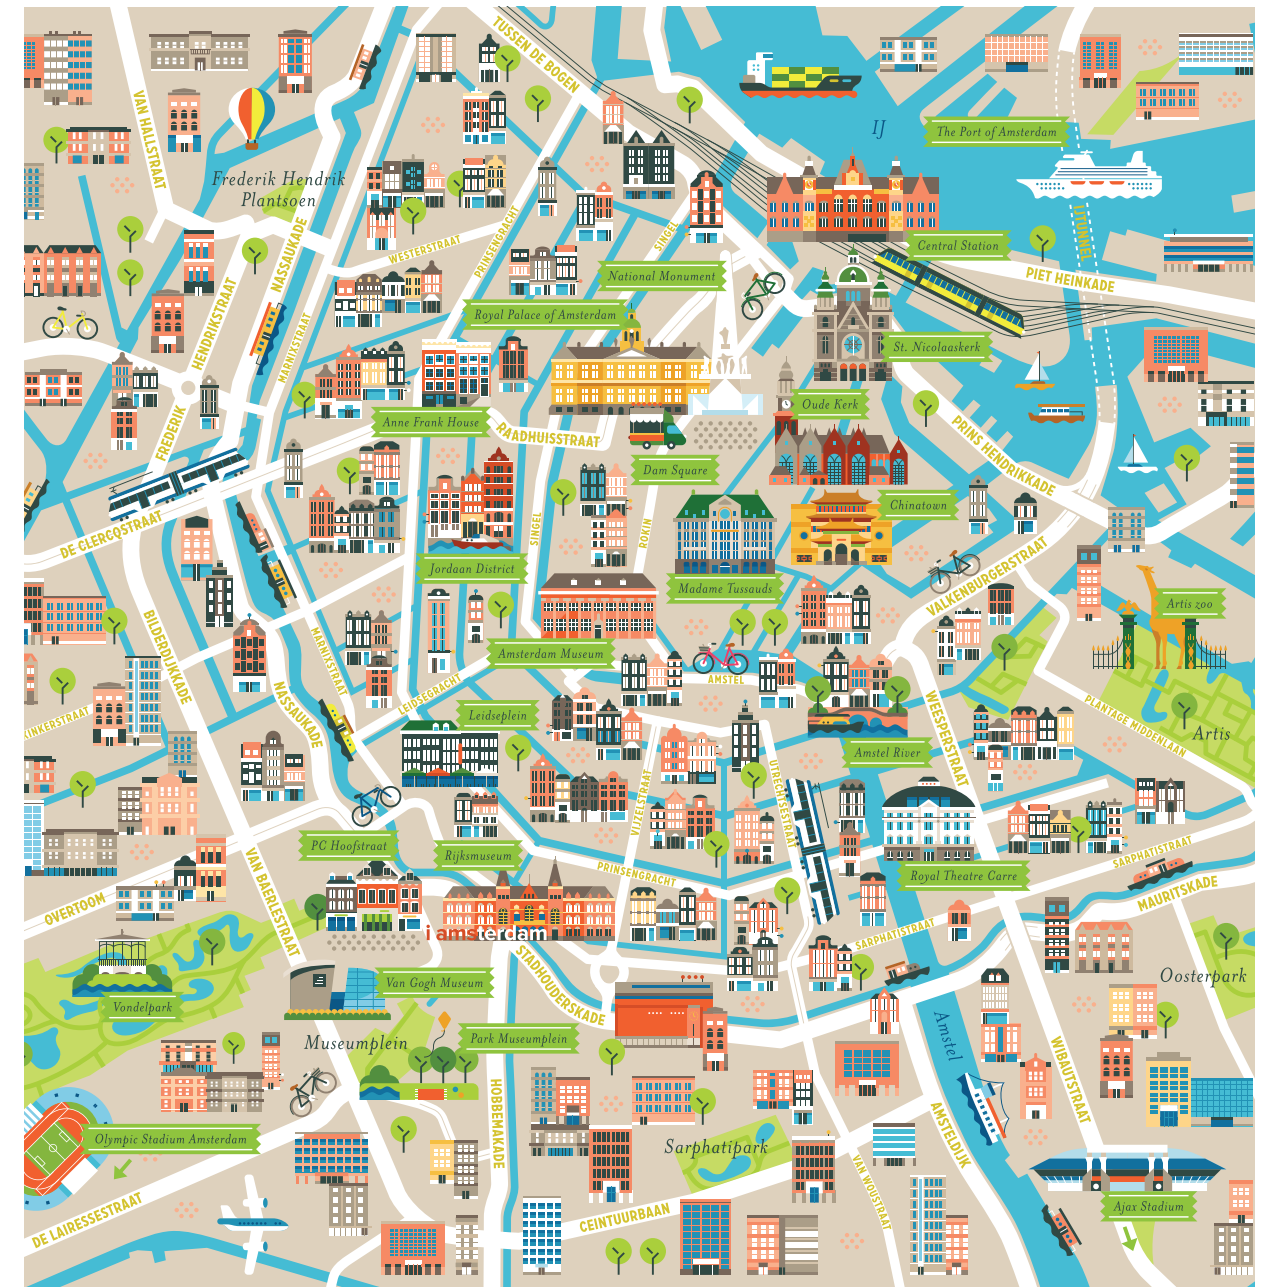 TUSSEN DE BOGEN
VAN HALLSTRAAT
IJ
The Port of Amsterdam
Frederik Hendrik
Plantsoen
IJTUNNEL
NASSAUKADE
WESTERSTRAAT
PRINSENGRACHT
SINGEL
Central Station
National Monument
PIET HEINKADE
HENDRIKSTRAAT
MARNIXSTRAAT
Royal Palace of Amsterdam
St. Nicolaaskerk
Oude Kerk
Anne Frank House
RAADHUISSTRAAT
FREDERIK
PRINS HENDRIKKADE
Dam Square
Chinatown
DE CLERCQSTRAAT
SINGEL
ROKIN
Jordaan District
Madame Tussauds
VALKENBURGERSTRAAT
Artis zoo
BILDERDIJKKADE
MARNIXSTRAAT
Amsterdam Museum
AMSTEL
LEIDSEGRACHT
NASSAUKADE
WEESPERSTRAAT
PLANTAGE MIDDENLAAN
Artis
INKERSTRAAT
Leidseplein
Amstel River
VIJZELSTRAAT
UTRECHTSESTRAAT
PC Hoofstraat
Rijksmuseum
PRINSENGRACHT
Royal Theatre Carre
SARPHATISTRAAT
MAURITSKADE
VAN BAERLESTRAAT
OVERTOOM
i amsterdam
SARPHATISTRAAT
STADHOUDERSKADE
Oosterpark
Van Gogh Museum
Vondelpark
Museumplein
Park Museumplein
Amstel
WIBAUTSTRAAT
HOBBEMAKADE
AMSTELDIJK
Olympic Stadium Amsterdam
Sarphatipark
VAN WOUSTRAAT
Ajax Stadium
DE LAIRESSESTRAAT
CEINTUURBAAN